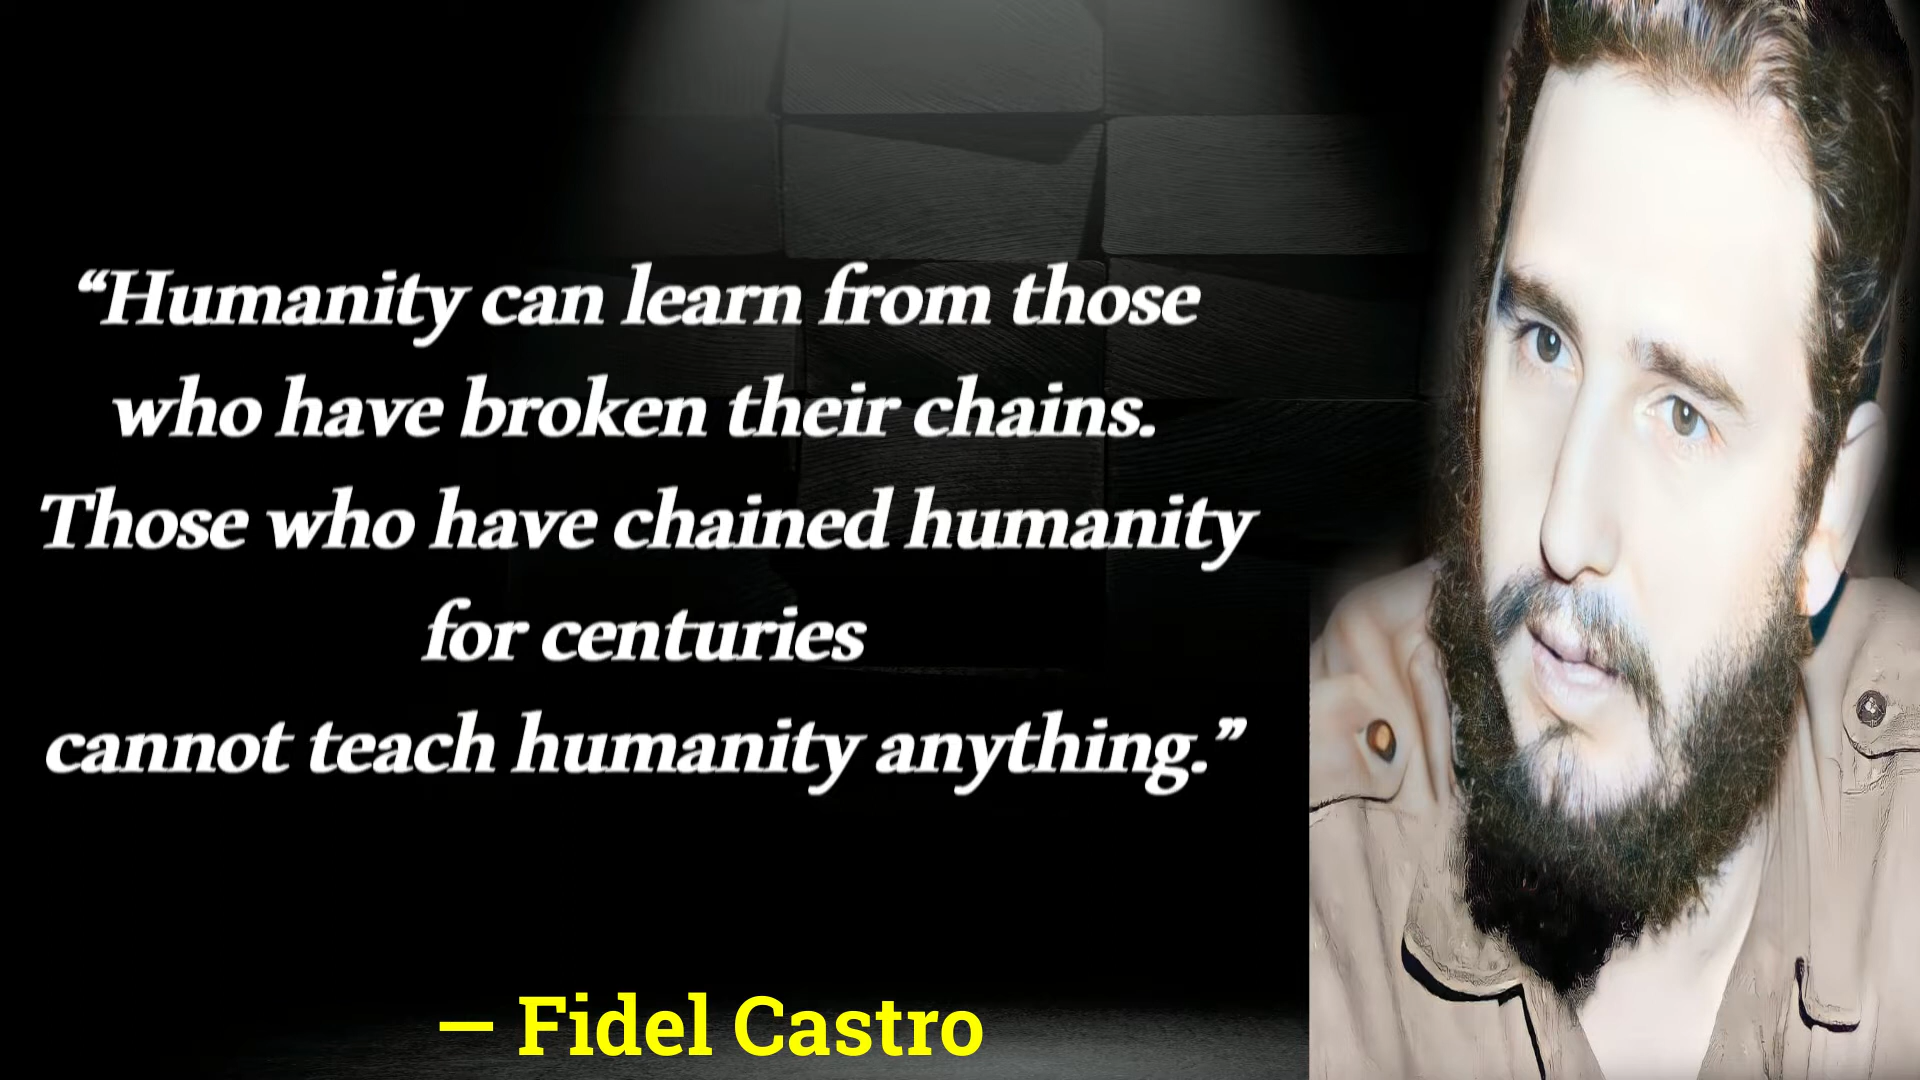 “Humanity can learn from those
who have broken their chains.
Those who have chained humanity
for centuries
cannot teach humanity anything.”
— Fidel Castro